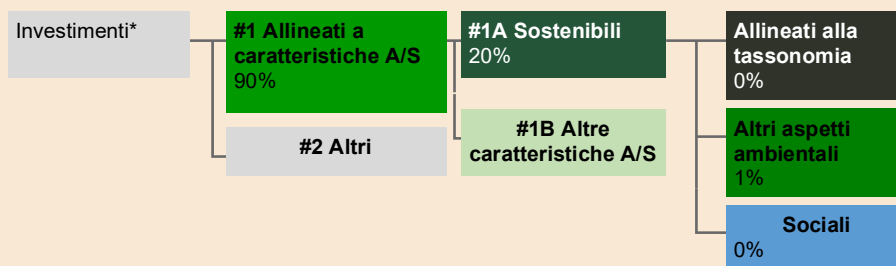 Investimenti*
#1 Allineati a
caratteristiche A/S
90%
#2 Altri
#1A Sostenibili
20%
#1B Altre
caratteristiche A/S
Allineati alla
tassonomia
0%
Altri aspetti
ambientali
1%
Sociali
0%